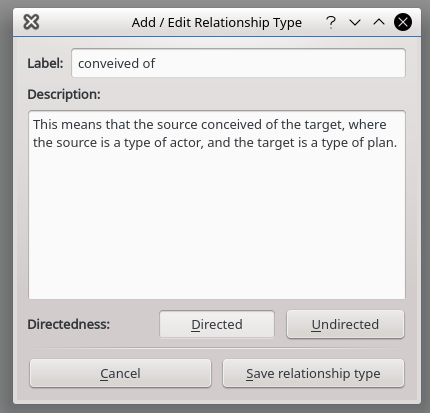 Add / Edit Relationship Type
Label: conveived of
Description:
This means that the source conceived of the target, where
the source is a type of actor, and the target is a type of plan.
Directedness: Directed Undirected
Cancel Save relationship type